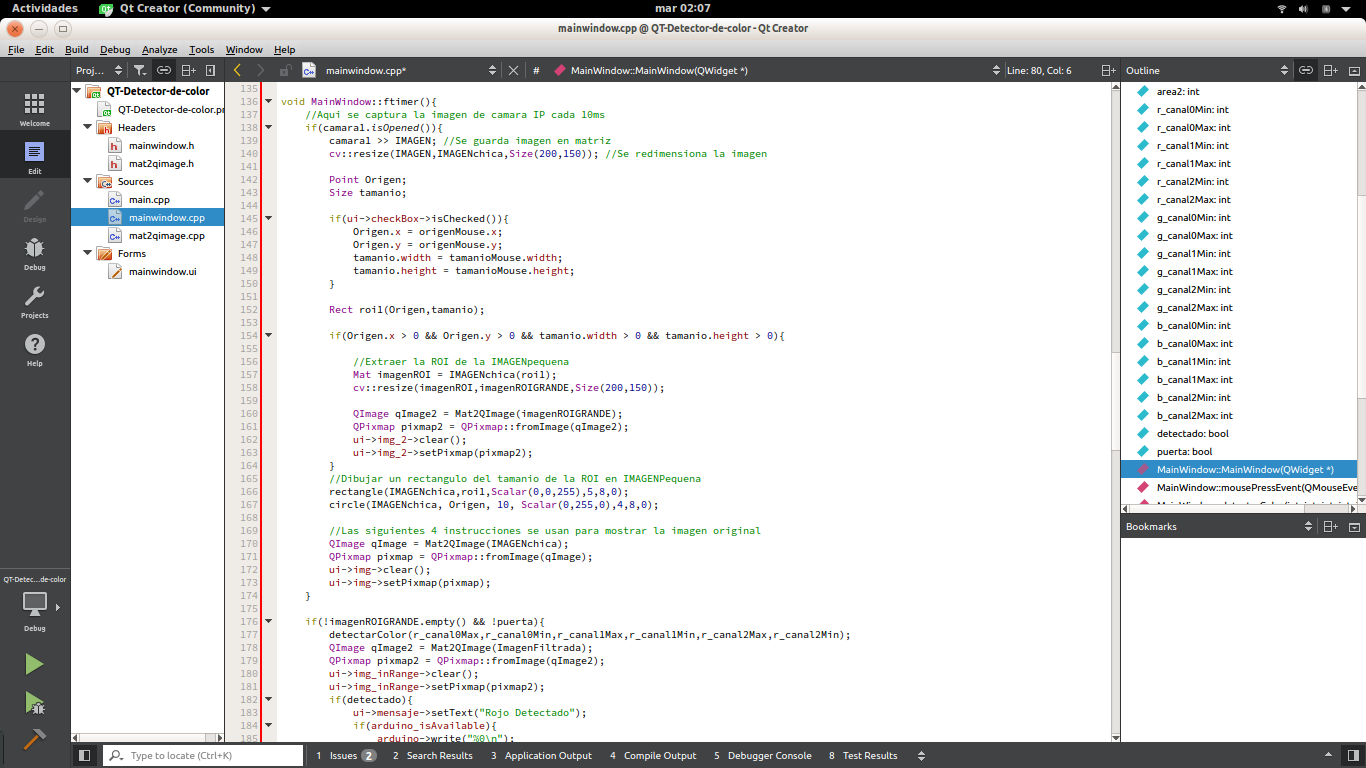 Actividades
Qt Creator (Community)
mar 02:07
mainwindow.cpp @ QT-Detector-de-color - Qt Creator
File Edit Build Debug Analyze Tools Window Help
Proj...
mainwindow.cpp*
#
MainWindow::MainWindow(QWidget *)
Line: 80, Col: 6
Outline
Welcome
Edit
Design
Debug
Projects
Help
QT-Detec...de-color
Debug
QT-Detector-de-color
QT-Detector-de-color.pr
Headers
mainwindow.h
mat2qimage.h
Sources
main.cpp
mainwindow.cpp
mat2qimage.cpp
Forms
mainwindow.ui
135
136 void MainWindow::ftimer(){
137 //Aqui se captura la imagen de camara IP cada 10ms
138 if(camara1.isOpened()){
139 camara1 >> IMAGEN; //Se guarda imagen en matriz
140 cv::resize(IMAGEN,IMAGENchica,Size(200,150)); //Se redimensiona la imagen
141
142 Point Origen;
143 Size tamanio;
144
145 if(ui->checkBox->isChecked()){
146 Origen.x = origenMouse.x;
147 Origen.y = origenMouse.y;
148 tamanio.width = tamanioMouse.width;
149 tamanio.height = tamanioMouse.height;
150 }
151
152 Rect roi1(Origen,tamanio);
153
154 if(Origen.x > 0 && Origen.y > 0 && tamanio.width > 0 && tamanio.height > 0){
155
156 //Extraer la ROI de la IMAGENpequena
157 Mat imagenROI = IMAGENchica(roi1);
158 cv::resize(imagenROI,imagenROIGRANDE,Size(200,150));
159
160 QImage qImage2 = Mat2QImage(imagenROIGRANDE);
161 QPixmap pixmap2 = QPixmap::fromImage(qImage2);
162 ui->img_2->clear();
163 ui->img_2->setPixmap(pixmap2);
164 }
165 //Dibujar un rectangulo del tamanio de la ROI en IMAGENPequena
166 rectangle(IMAGENchica,roi1,Scalar(0,0,255),5,8,0);
167 circle(IMAGENchica, Origen, 10, Scalar(0,255,0),4,8,0);
168
169 //Las siguientes 4 instrucciones se usan para mostrar la imagen original
170 QImage qImage = Mat2QImage(IMAGENchica);
171 QPixmap pixmap = QPixmap::fromImage(qImage);
172 ui->img->clear();
173 ui->img->setPixmap(pixmap);
174 }
175
176 if(!imagenROIGRANDE.empty() && !puerta){
177 detectarColor(r_canal0Max,r_canal0Min,r_canal1Max,r_canal1Min,r_canal2Max,r_canal2Min);
178 QImage qImage2 = Mat2QImage(ImagenFiltrada);
179 QPixmap pixmap2 = QPixmap::fromImage(qImage2);
180 ui->img_inRange->clear();
181 ui->img_inRange->setPixmap(pixmap2);
182 if(detectado){
183 ui->mensaje->setText("Rojo Detectado");
184 if(arduino_isAvailable){
185 arduino->write("%0\n");
area2: int
r_canal0Min: int
r_canal0Max: int
r_canal1Min: int
r_canal1Max: int
r_canal2Min: int
r_canal2Max: int
g_canal0Min: int
g_canal0Max: int
g_canal1Min: int
g_canal1Max: int
g_canal2Min: int
g_canal2Max: int
b_canal0Min: int
b_canal0Max: int
b_canal1Min: int
b_canal1Max: int
b_canal2Min: int
b_canal2Max: int
detectado: bool
puerta: bool
MainWindow::MainWindow(QWidget *)
MainWindow::mousePressEvent(QMouseEve
Bookmarks
Type to locate (Ctrl+K)
1 Issues 2
2 Search Results
3 Application Output
4 Compile Output
5 Debugger Console
8 Test Results